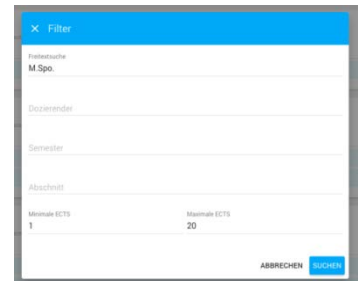 × Filter
Freitextsuche
M.Spo.
Dozierender
Semester
Abschnitt
Minimale ECTS Maximale ECTS
1 20
ABBRECHEN SUCHEN